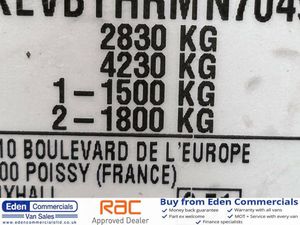 2830 KG
4230 KG
1-1500 KG
2-1800 KG
10 BOULEVARD DE L'EUROPE
00 POISSY (FRANCE)
Eden Commercials
Van Sales
RAC
Approved Dealer
Buy from Eden Commercials
Money back guarantee
Warranty with all vans
Part ex welcome
MOT + Service with every van
Finance specialists